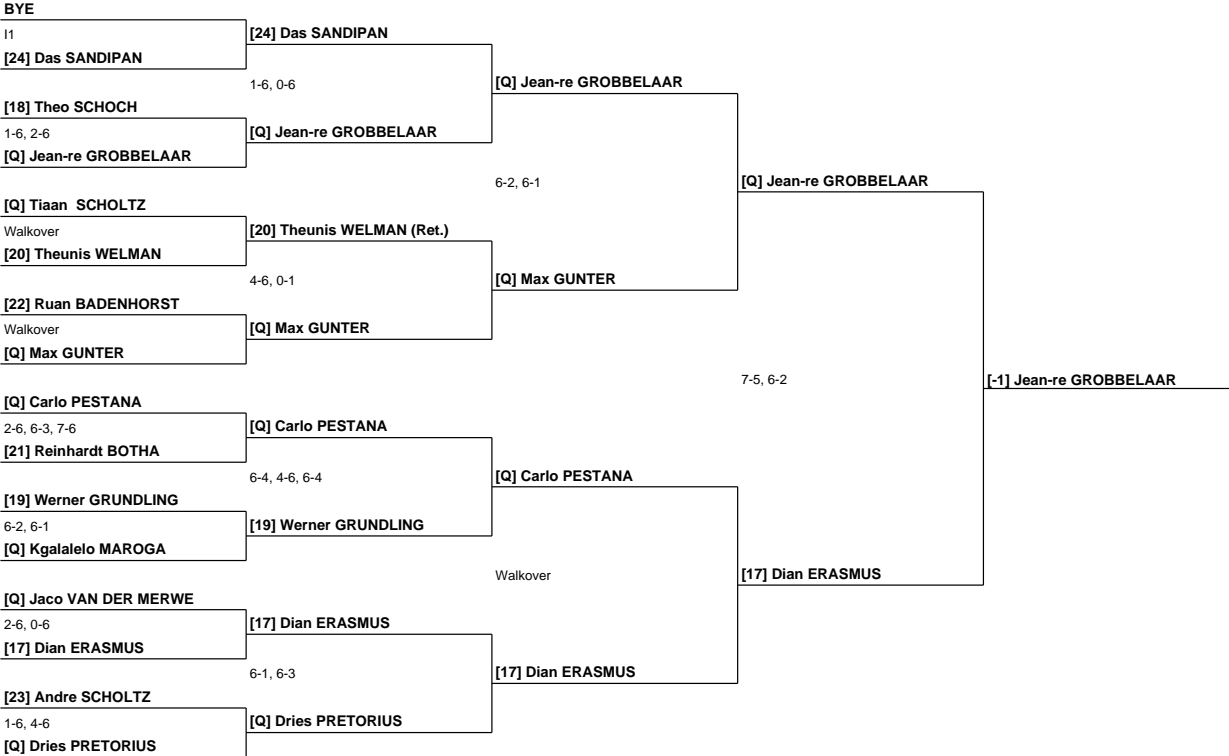 BYE
I1
[24] Das SANDIPAN
[24] Das SANDIPAN
1-6, 0-6
[Q] Jean-re GROBBELAAR
[18] Theo SCHOCH
1-6, 2-6
[Q] Jean-re GROBBELAAR
[Q] Jean-re GROBBELAAR
6-2, 6-1
[Q] Jean-re GROBBELAAR
[Q] Tiaan SCHOLTZ
Walkover
[20] Theunis WELMAN (Ret.)
[20] Theunis WELMAN
4-6, 0-1
[Q] Max GUNTER
[22] Ruan BADENHORST
Walkover
[Q] Max GUNTER
[Q] Max GUNTER
7-5, 6-2
[-1] Jean-re GROBBELAAR
[Q] Carlo PESTANA
2-6, 6-3, 7-6
[Q] Carlo PESTANA
[21] Reinhardt BOTHA
6-4, 4-6, 6-4
[Q] Carlo PESTANA
[19] Werner GRUNDLING
6-2, 6-1
[19] Werner GRUNDLING
[Q] Kgalalelo MAROGA
Walkover
[17] Dian ERASMUS
[Q] Jaco VAN DER MERWE
2-6, 0-6
[17] Dian ERASMUS
[17] Dian ERASMUS
6-1, 6-3
[17] Dian ERASMUS
[23] Andre SCHOLTZ
1-6, 4-6
[Q] Dries PRETORIUS
[Q] Dries PRETORIUS